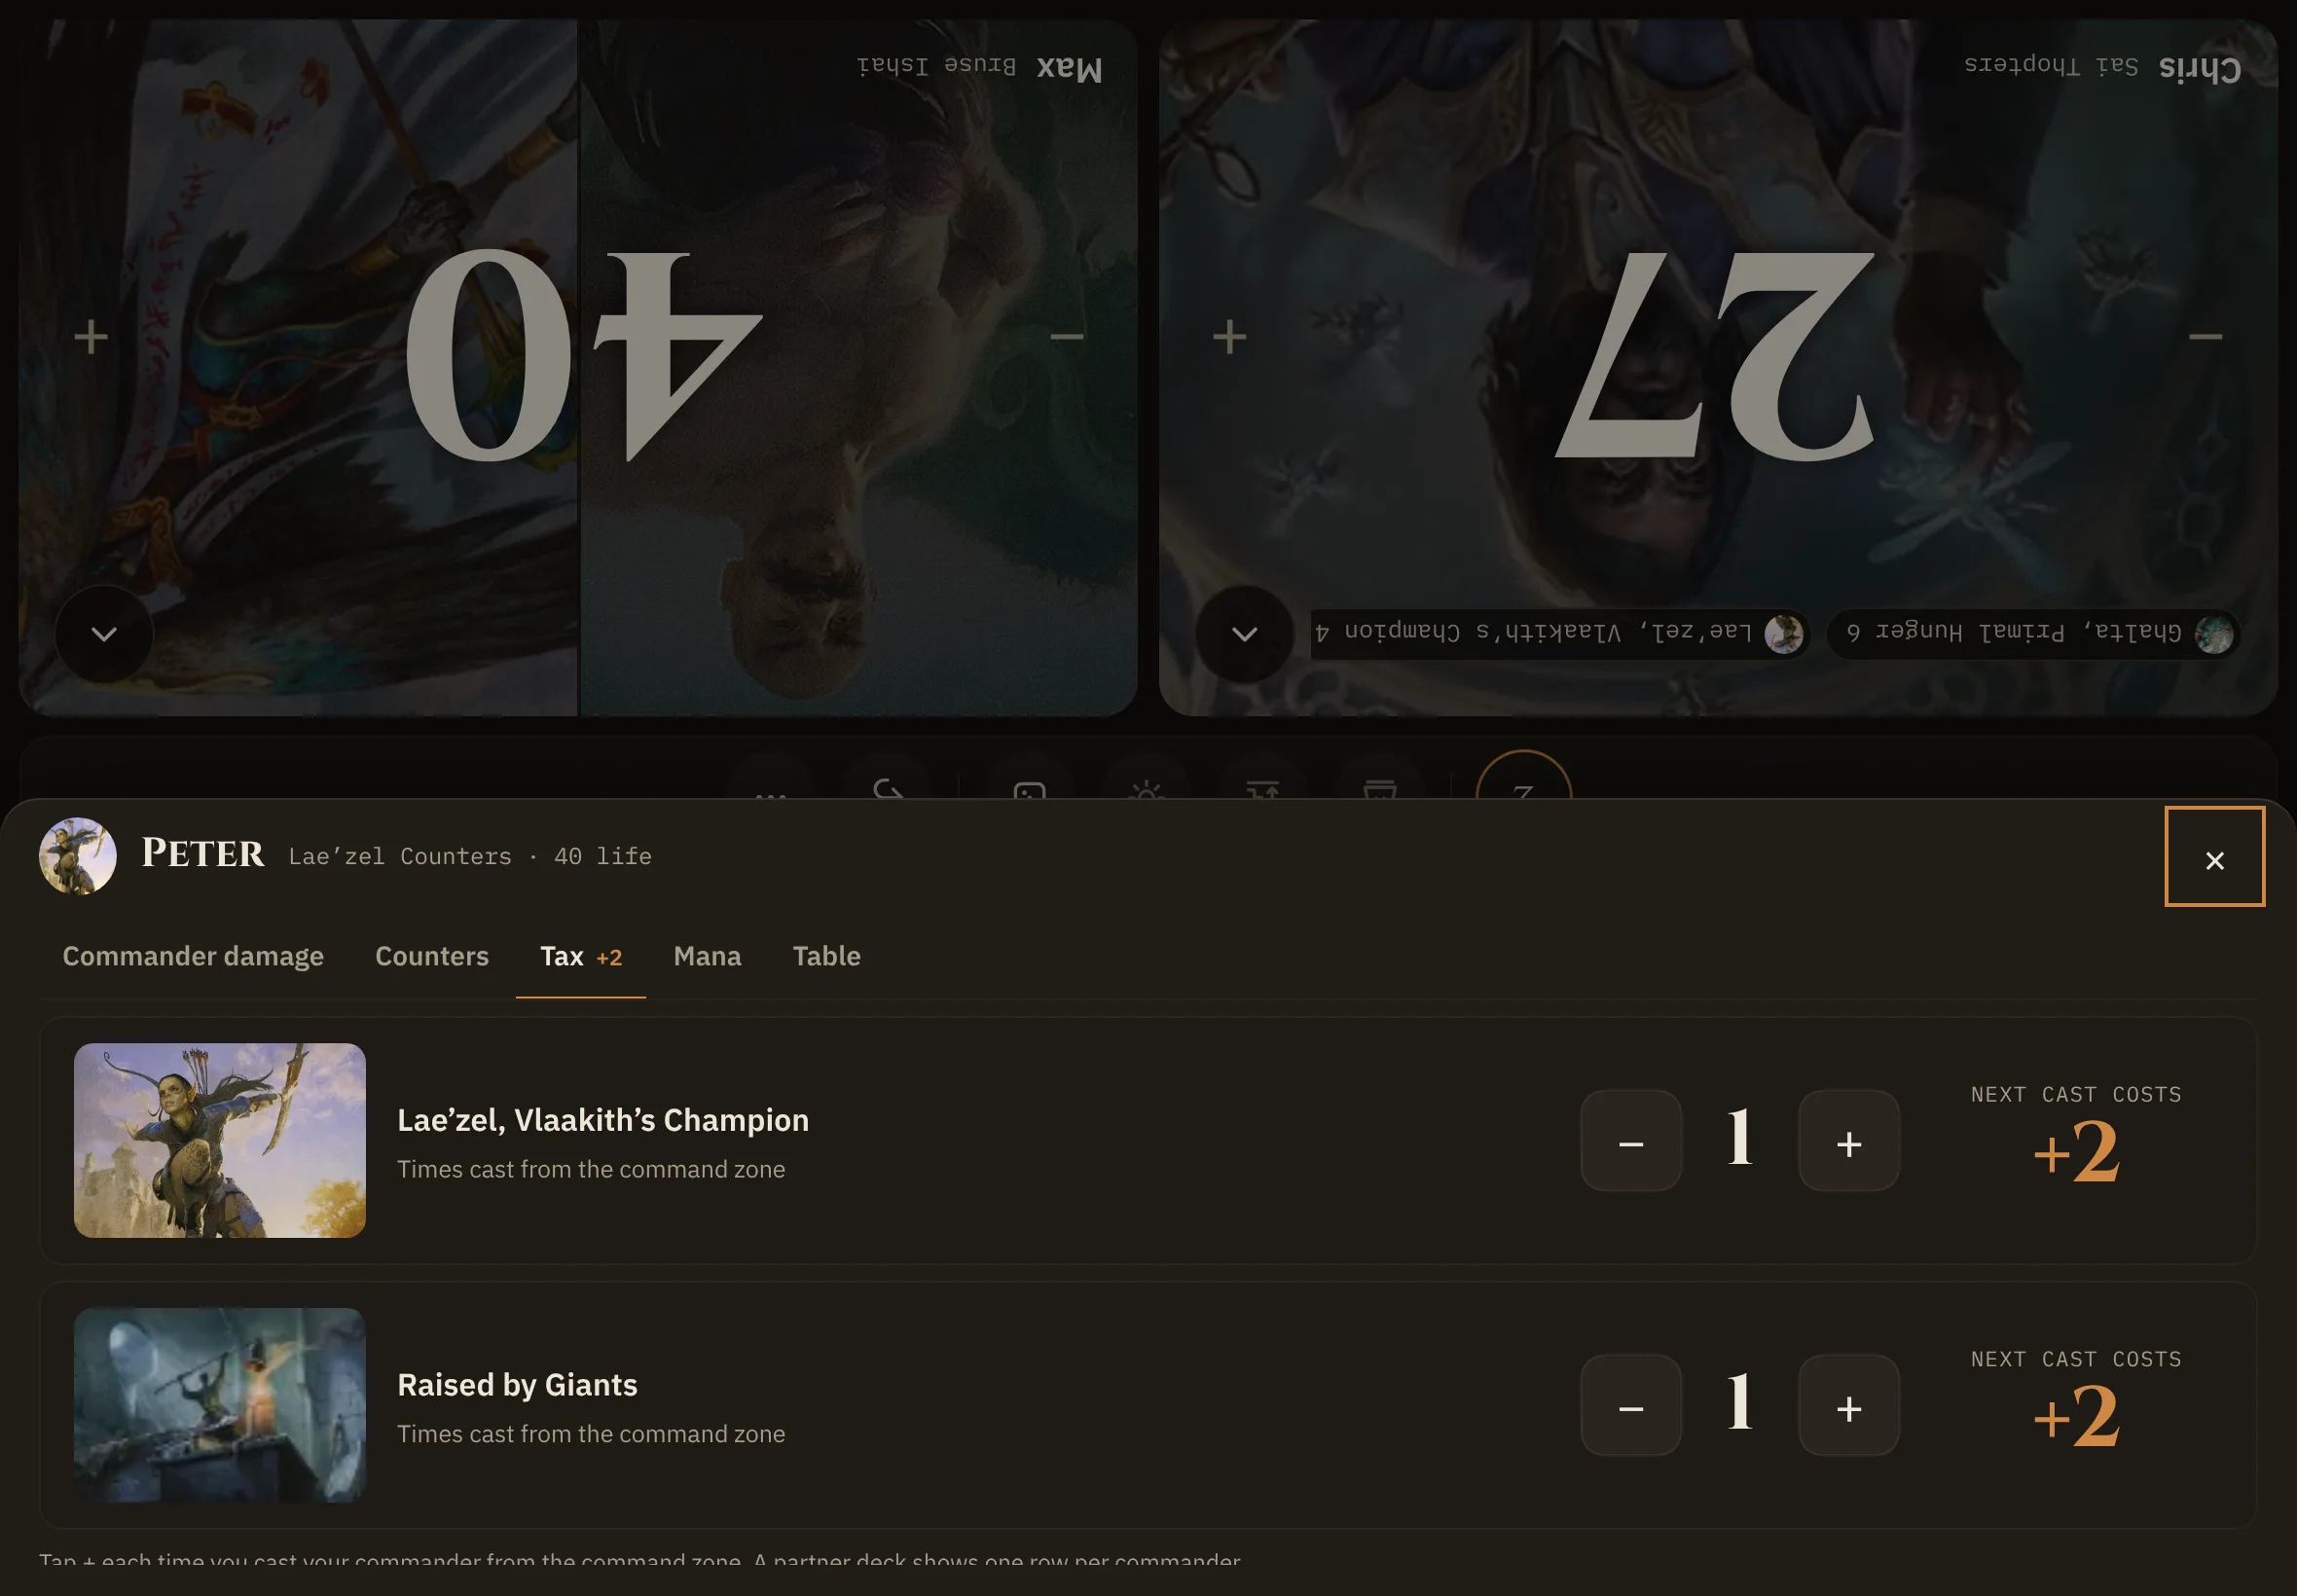 Max Bruse Ishai
40
Chris Sai Thopters
27
Ghalta, Primal Hunger 6
Lae’zel, Vlaakith’s Champion 4
PETER Lae’zel Counters · 40 life
Commander damage Counters Tax +2 Mana Table
Lae’zel, Vlaakith’s Champion
Times cast from the command zone
− 1 +
NEXT CAST COSTS
+2
Raised by Giants
Times cast from the command zone
− 1 +
NEXT CAST COSTS
+2
Tap + each time you cast your commander from the command zone. A partner deck shows one row per commander